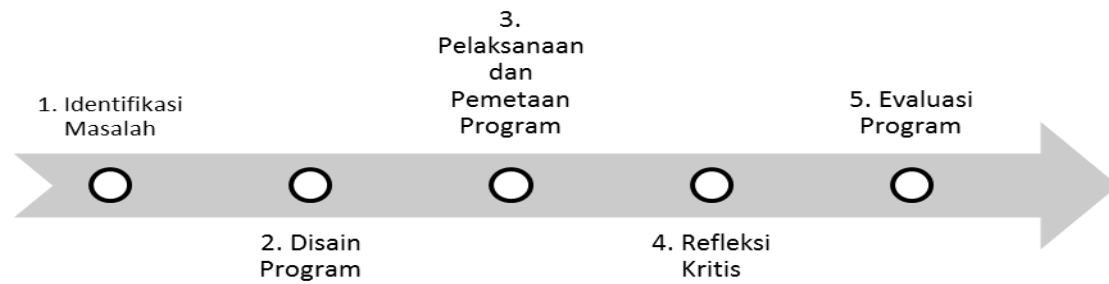 1. Identifikasi
Masalah
2. Disain
Program
3.
Pelaksanaan
dan
Pemetaan
Program
4. Refleksi
Kritis
5. Evaluasi
Program